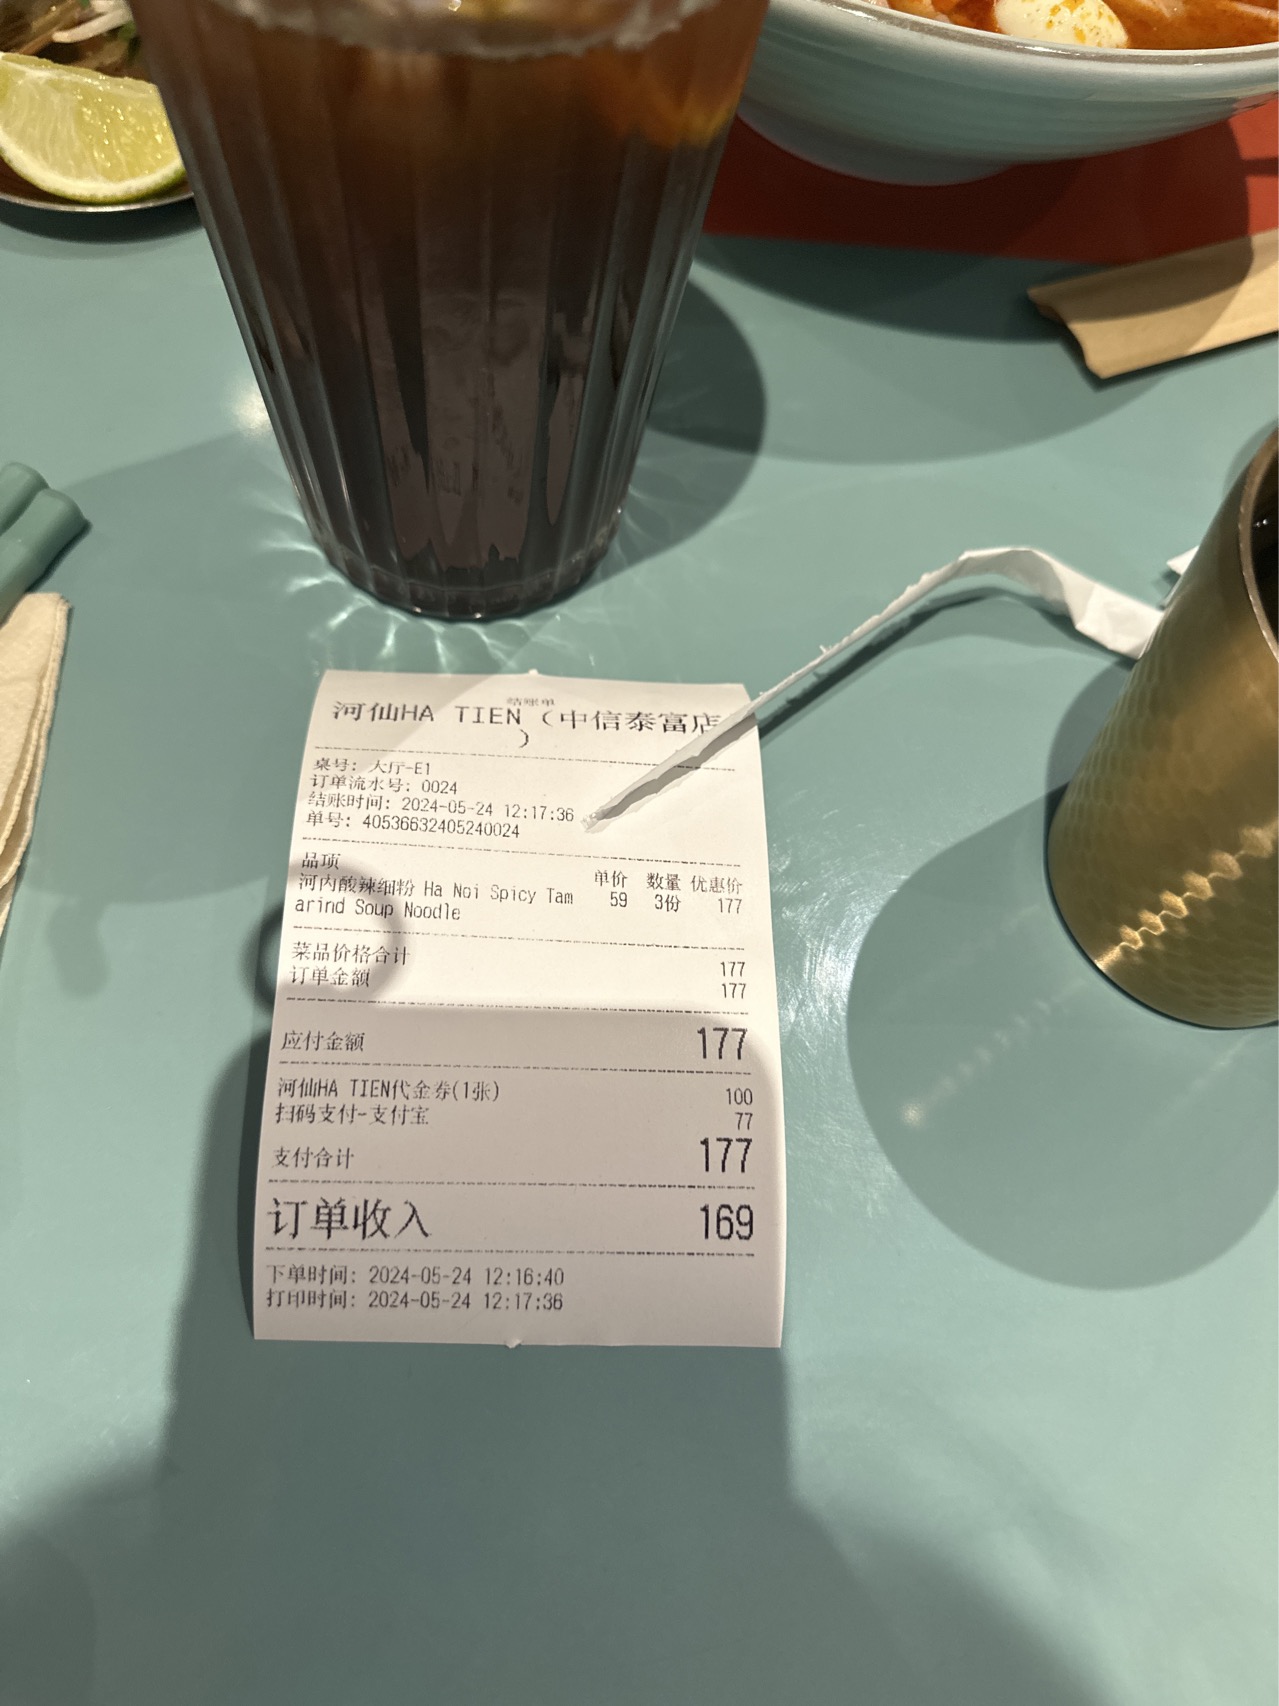 结账单
河仙HA TIEN（中信泰富店
）
桌号: 大厅-E1
订单流水号: 0024
结账时间: 2024-05-24 12:17:36
单号: 40536632405240024
品项 单价 数量 优惠价
河内酸辣细粉 Ha Noi Spicy Tam 59 3份 177
arind Soup Noodle
菜品价格合计 177
订单金额 177
应付金额 177
河仙HA TIEN代金券(1张) 100
扫码支付-支付宝 77
支付合计 177
订单收入 169
下单时间: 2024-05-24 12:16:40
打印时间: 2024-05-24 12:17:36